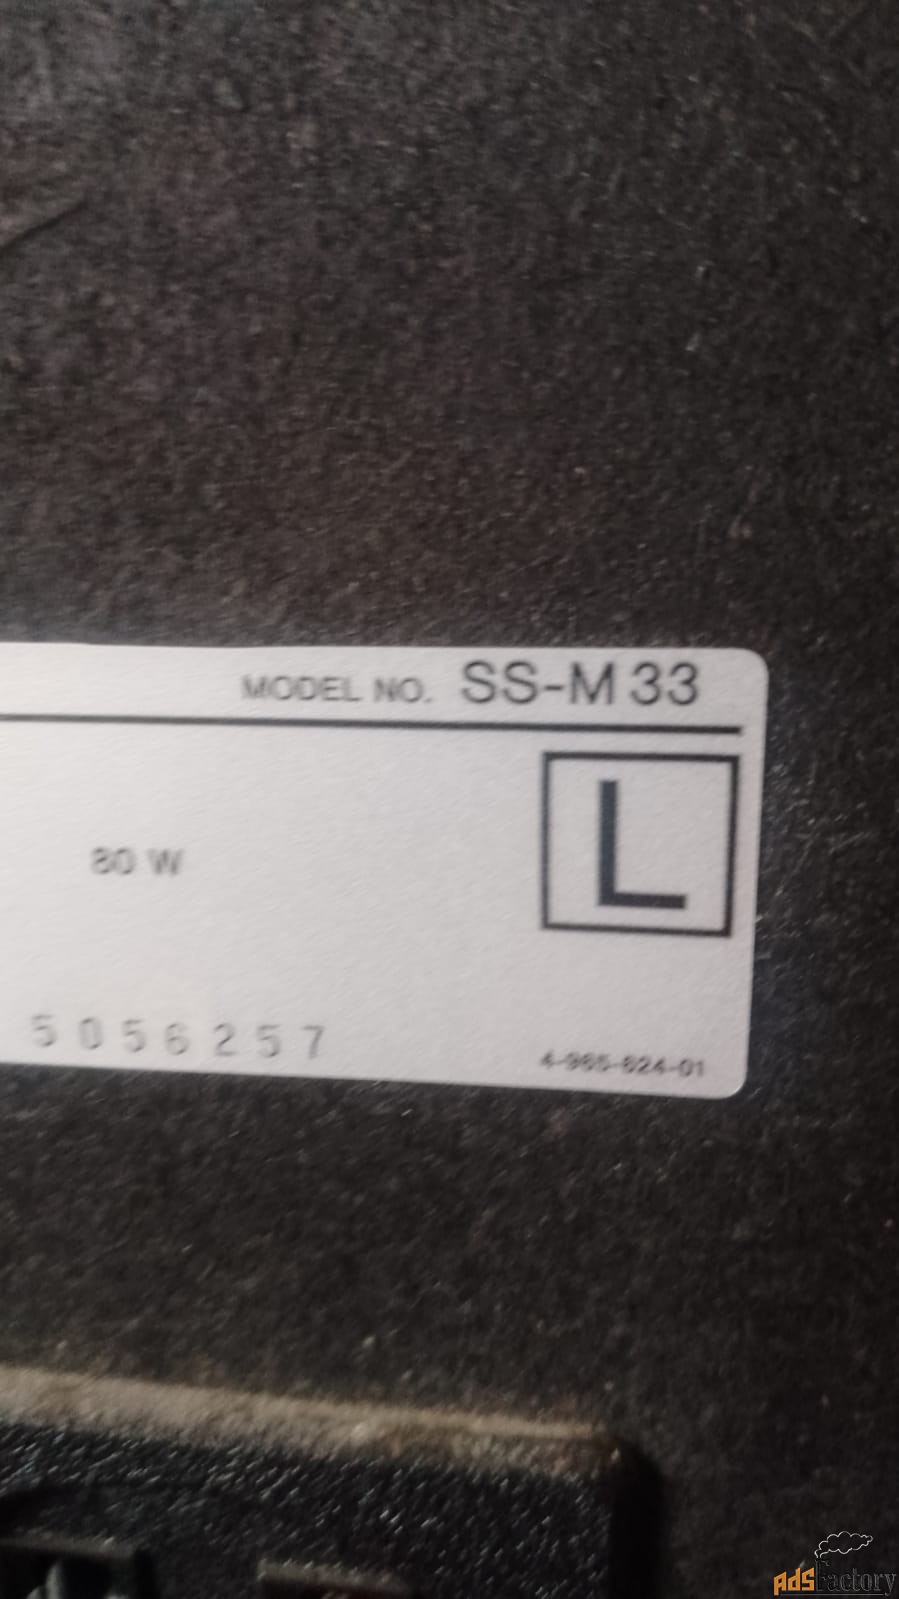 MODEL NO. SS-M33
L
80 W
5056257
4-965-624-01
AdsFactory